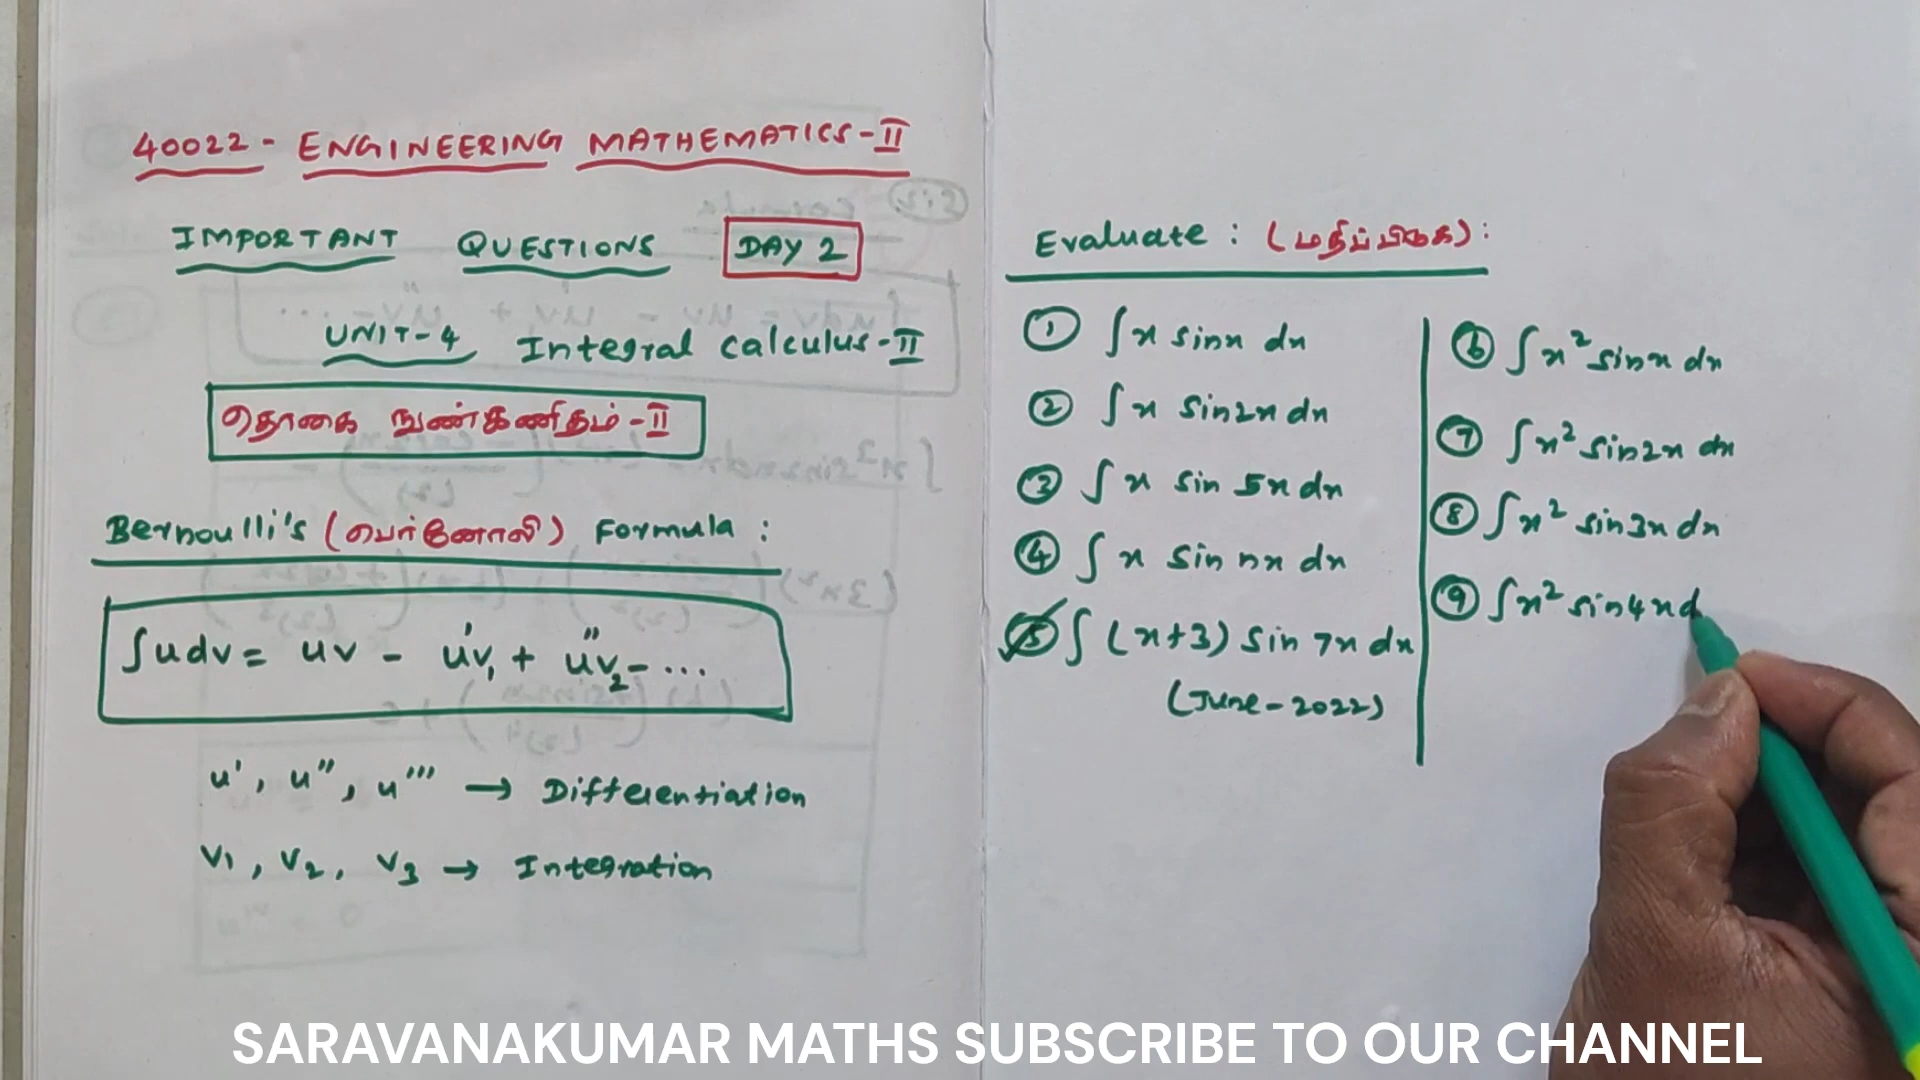 40022 - ENGINEERING MATHEMATICS - II
IMPORTANT QUESTIONS DAY 2
UNIT-4 Integral calculus - II
தொகை நுண்கணிதம் - II
Bernoulli's (பெர்னோலி) Formula :
∫udv = uv - u'v₁ + u''v₂ - ...
u', u'', u''' → Differentiation
v₁, v₂, v₃ → Integration
Evaluate : (மதிப்பிடுக) :
① ∫x sinx dx
② ∫x sin2x dx
③ ∫x sin 5x dx
④ ∫x sin nx dx
⑤ ∫(x+3) sin 7x dx
(June-2022)
⑥ ∫x² sinx dx
⑦ ∫x² sin2x dx
⑧ ∫x² sin3x dx
⑨ ∫x² sin4x d
SARAVANAKUMAR MATHS SUBSCRIBE TO OUR CHANNEL